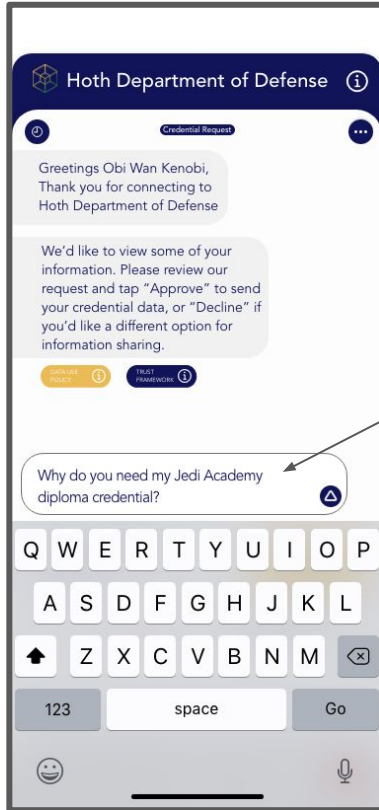 Hoth Department of Defense
Credential Request
Greetings Obi Wan Kenobi,
Thank you for connecting to
Hoth Department of Defense
We'd like to view some of your
information. Please review our
request and tap "Approve" to send
your credential data, or "Decline" if
you'd like a different option for
information sharing.
DATA USE
POLICY
TRUST
FRAMEWORK
Why do you need my Jedi Academy
diploma credential?
Q W E R T Y U I O P
A S D F G H J K L
Z X C V B N M
123 space Go